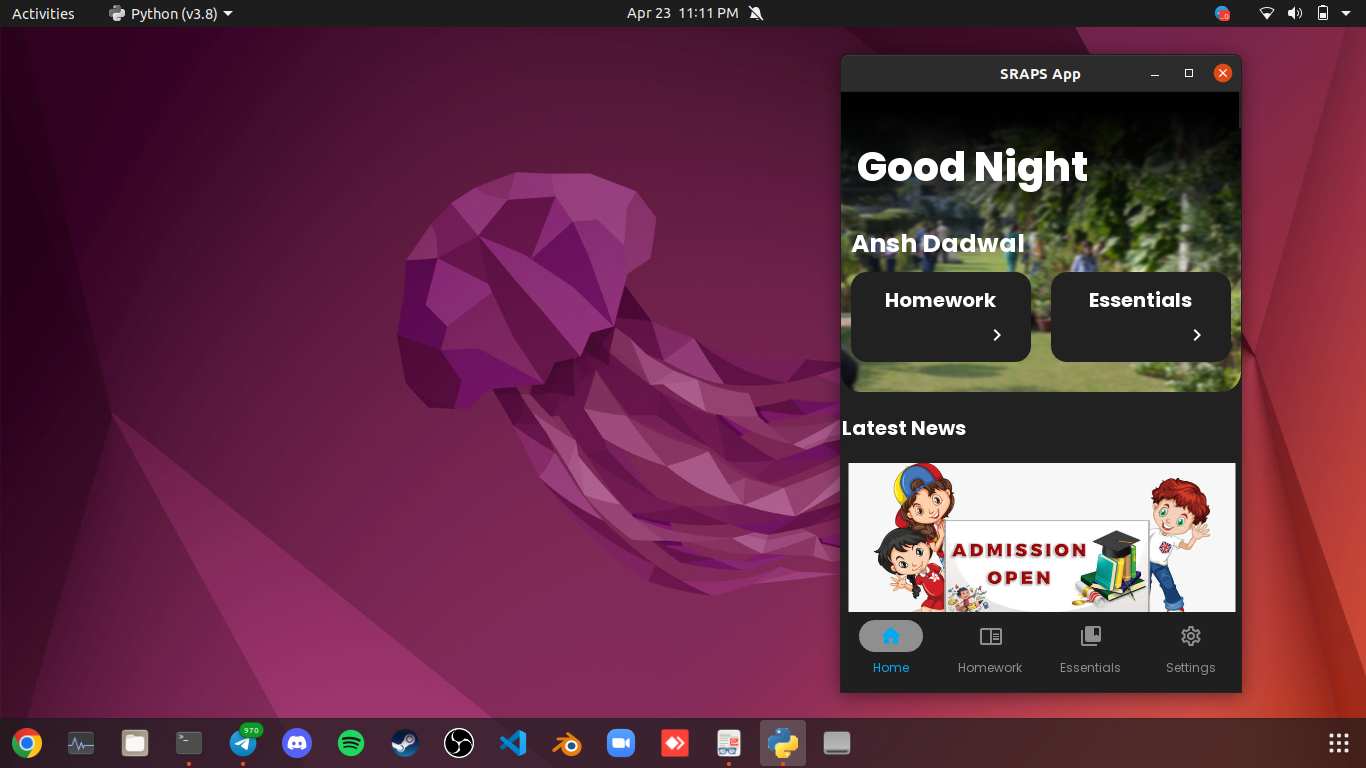 Activities
Python (v3.8)
Apr 23 11:11 PM
SRAPS App
Good Night
Ansh Dadwal
Homework
Essentials
Latest News
ADMISSION
OPEN
Home
Homework
Essentials
Settings
970